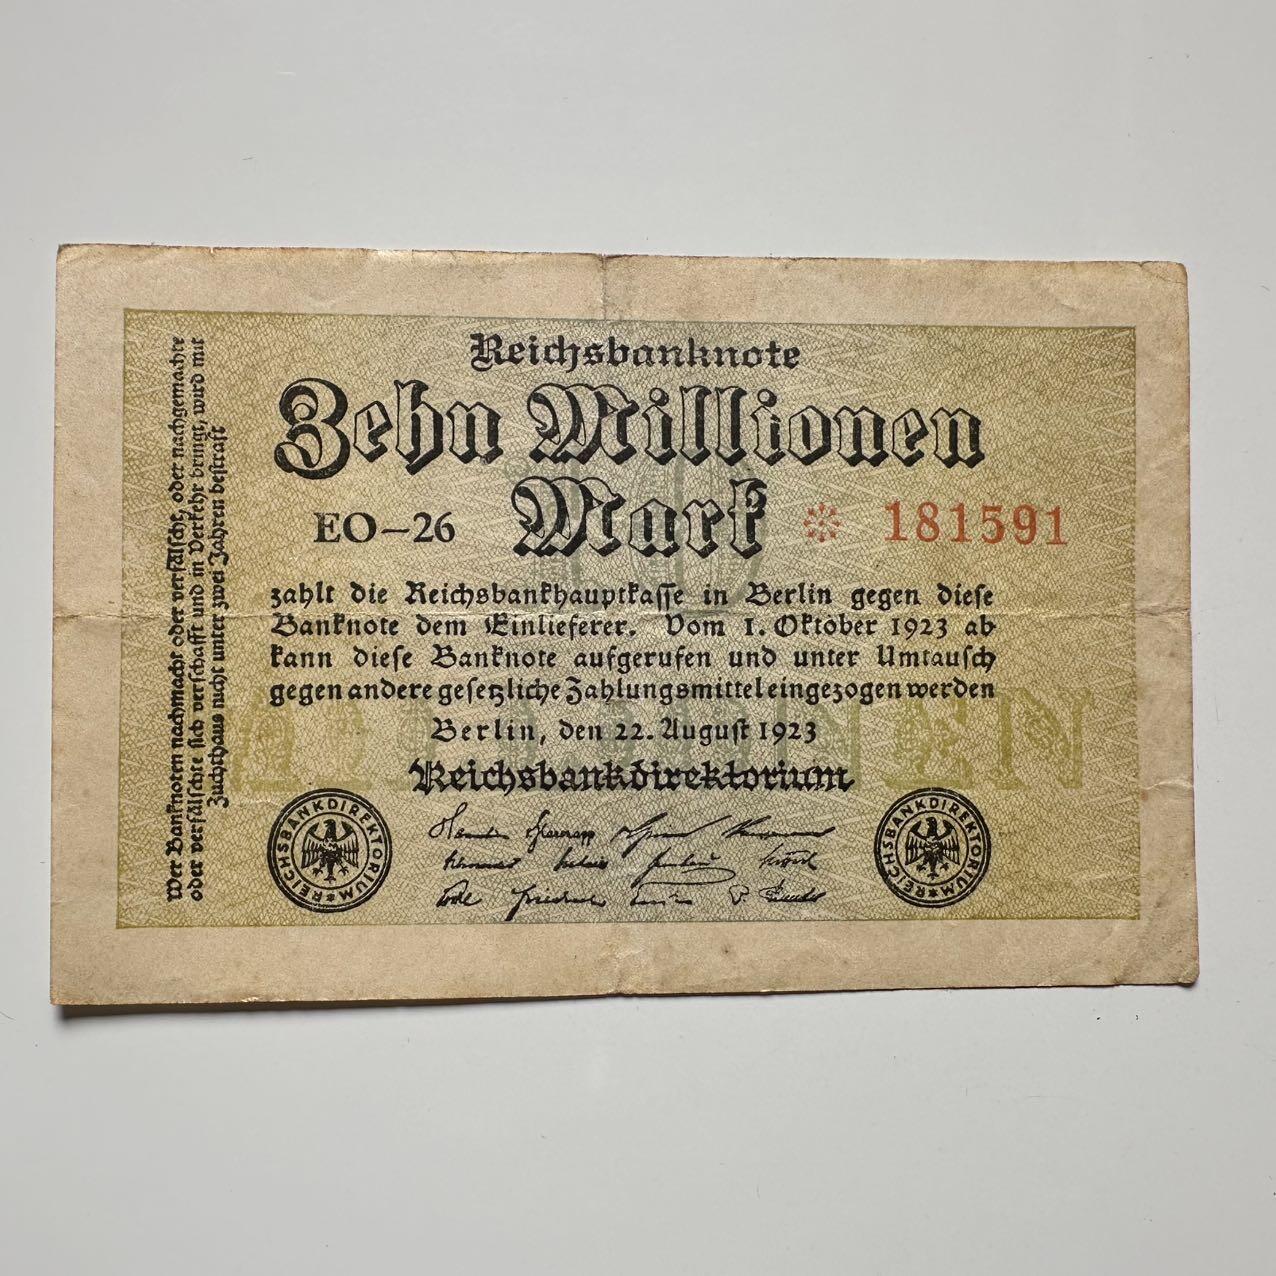 Reichsbanknote
Zehn Millionen
Mark
EO-26
* 181591
zahlt die Reichsbankhauptkasse in Berlin gegen diese
Banknote dem Einlieferer. Vom 1. Oktober 1923 ab
kann diese Banknote aufgerufen und unter Umtausch
gegen andere gesetzliche Zahlungsmittel eingezogen werden
Berlin, den 22. August 1923
Reichsbankdirektorium
REICHSBANKDIREKTORIUM
REICHSBANKDIREKTORIUM
Wer Banknoten nachmacht oder verfälscht, oder nachgemachte
oder verfälschte sich verschafft und in Verkehr bringt, wird mit
Zuchthaus nicht unter zwei Jahren bestraft